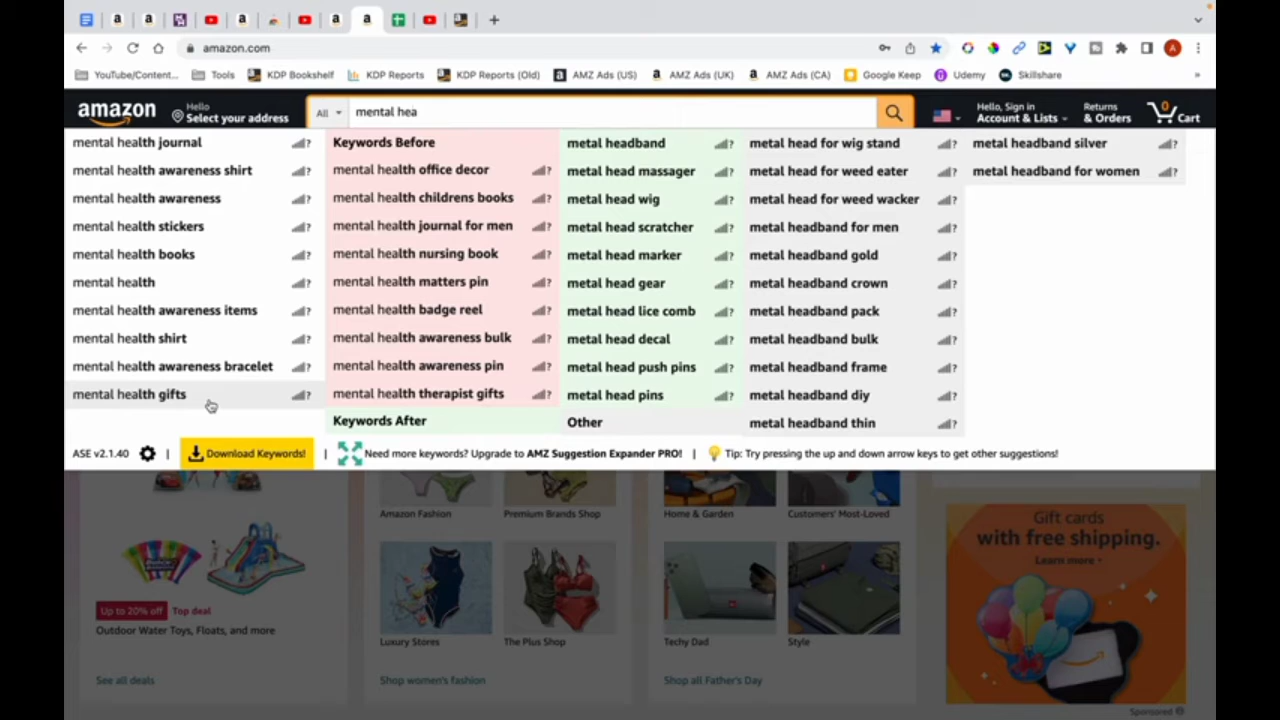 amazon.com
YouTube/Content...
Tools
KDP Bookshelf
KDP Reports
KDP Reports (Old)
AMZ Ads (US)
AMZ Ads (UK)
AMZ Ads (CA)
Google Keep
Udemy
Skillshare
»
amazon
Hello
Select your address
All
mental hea
Hello, Sign in
Account & Lists
Returns
& Orders
0
Cart
mental health journal
mental health awareness shirt
mental health awareness
mental health stickers
mental health books
mental health
mental health awareness items
mental health shirt
mental health awareness bracelet
mental health gifts
Keywords Before
mental health office decor
mental health childrens books
mental health journal for men
mental health nursing book
mental health matters pin
mental health badge reel
mental health awareness bulk
mental health awareness pin
mental health therapist gifts
Keywords After
metal headband
metal head massager
metal head wig
metal head scratcher
metal head marker
metal head gear
metal head lice comb
metal head decal
metal head push pins
metal head pins
Other
metal head for wig stand
metal head for weed eater
metal head for weed wacker
metal headband for men
metal headband gold
metal headband crown
metal headband pack
metal headband bulk
metal headband frame
metal headband diy
metal headband thin
metal headband silver
metal headband for women
ASE v2.1.40
Download Keywords!
Need more keywords? Upgrade to AMZ Suggestion Expander PRO!
Tip: Try pressing the up and down arrow keys to get other suggestions!
Amazon Fashion
Premium Brands Shop
Home & Garden
Customers' Most-Loved
Up to 20% off
Top deal
Outdoor Water Toys, Floats, and more
See all deals
Luxury Stores
The Plus Shop
Shop women's fashion
Techy Dad
Style
Shop all Father's Day
Gift cards
with free shipping.
Learn more
Sponsored